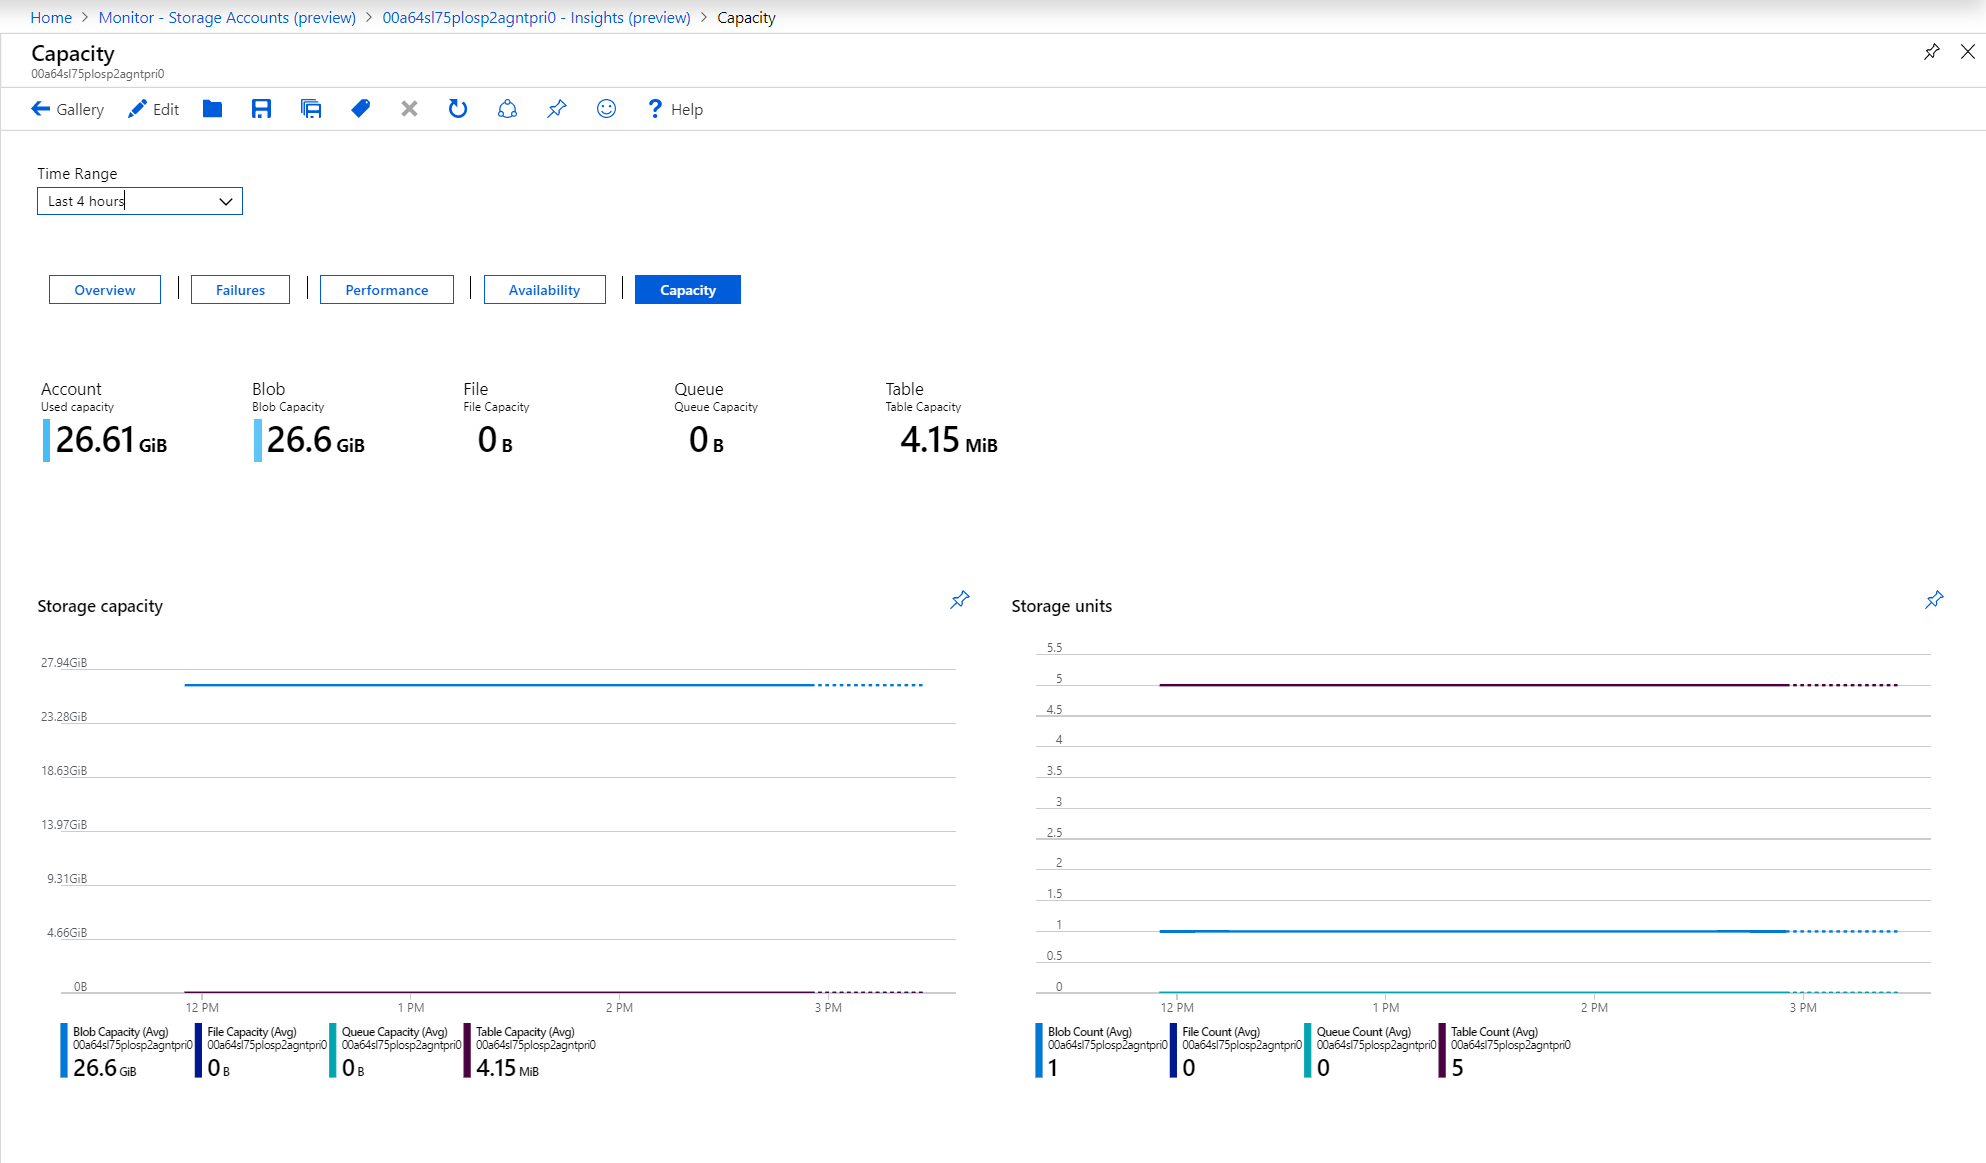 Home > Monitor - Storage Accounts (preview) > 00a64sl75plosp2agntpri0 - Insights (preview) > Capacity
Capacity
00a64sl75plosp2agntpri0
Gallery Edit ? Help
Time Range
Last 4 hours
Overview | Failures | Performance | Availability | Capacity
Account Blob File Queue Table
Used capacity Blob Capacity File Capacity Queue Capacity Table Capacity
26.61 GiB 26.6 GiB 0 B 0 B 4.15 MiB
Storage capacity
27.94GiB
23.28GiB
18.63GiB
13.97GiB
9.31GiB
4.66GiB
0B
12 PM 1 PM 2 PM 3 PM
Blob Capacity (Avg) File Capacity (Avg) Queue Capacity (Avg) Table Capacity (Avg)
00a64sl75plosp2agntpri0 00a64sl75plosp2agntpri0 00a64sl75plosp2agntpri0 00a64sl75plosp2agntpri0
26.6 GiB 0 B 0 B 4.15 MiB
Storage units
5.5
5
4.5
4
3.5
3
2.5
2
1.5
1
0.5
0
12 PM 1 PM 2 PM 3 PM
Blob Count (Avg) File Count (Avg) Queue Count (Avg) Table Count (Avg)
00a64sl75plosp2agntpri0 00a64sl75plosp2agntpri0 00a64sl75plosp2agntpri0 00a64sl75plosp2agntpri0
1 0 0 5